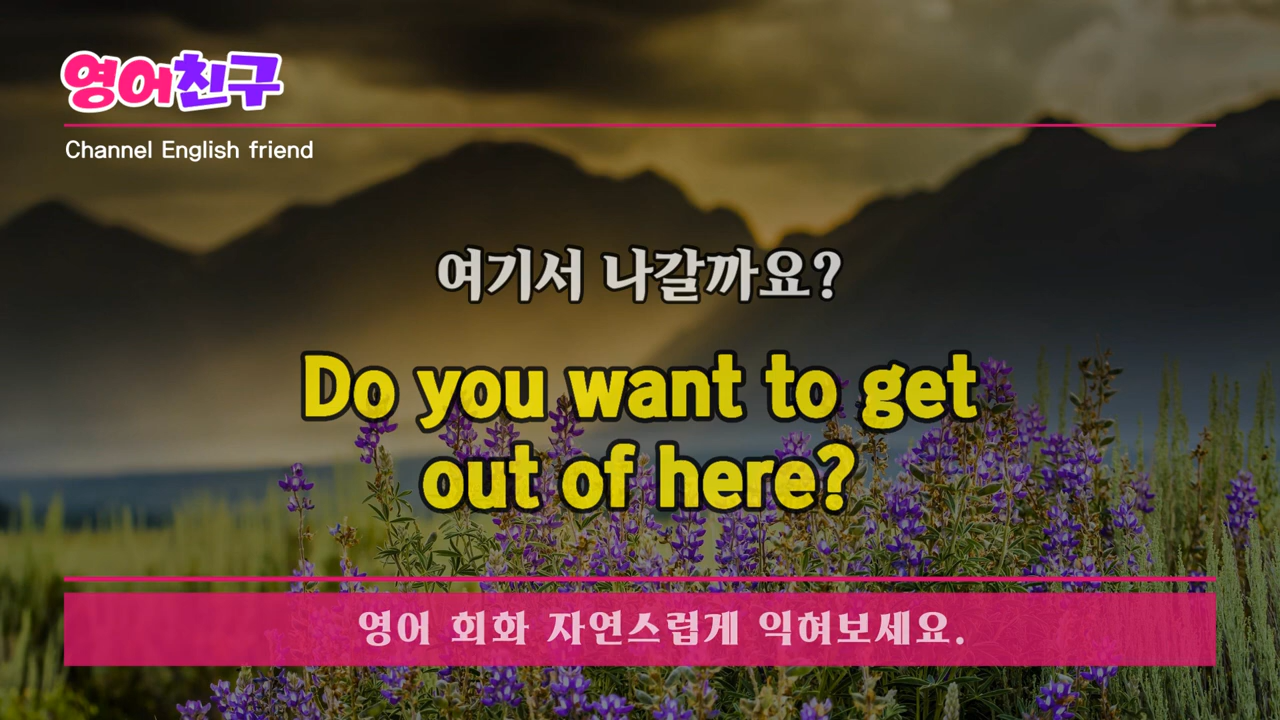 영어친구
Channel English friend
여기서 나갈까요?
Do you want to get
out of here?
영어 회화 자연스럽게 익혀보세요.